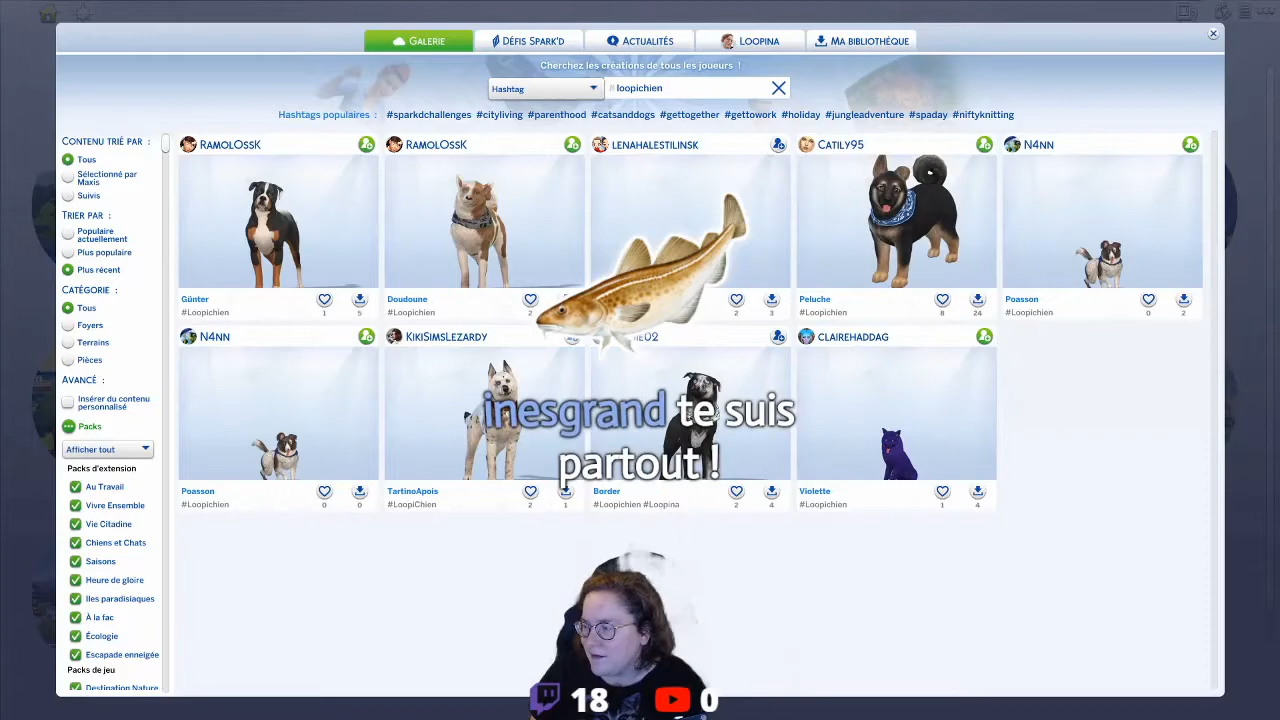 GALERIE
DÉFIS SPARK'D
ACTUALITÉS
LOOPINA
MA BIBLIOTHÈQUE
Cherchez les créations de tous les joueurs !
Hashtag
# loopichien
Hashtags populaires : #sparkdchallenges #cityliving #parenthood #catsanddogs #gettogether #gettowork #holiday #jungleadventure #spaday #niftyknitting
CONTENU TRIÉ PAR :
Tous
Sélectionné par
Maxis
Suivis
TRIER PAR :
Populaire
actuellement
Plus populaire
Plus récent
CATÉGORIE :
Tous
Foyers
Terrains
Pièces
AVANCÉ :
Insérer du contenu
personnalisé
Packs
Afficher tout
Packs d'extension
Au Travail
Vivre Ensemble
Vie Citadine
Chiens et Chats
Saisons
Heure de gloire
Iles paradisiaques
À la fac
Écologie
Escapade enneigée
Packs de jeu
Destination Nature
RAMOLOSSK
Günter
#Loopichien
1
5
RAMOLOSSK
Doudoune
#Loopichien
2
LENAHALESTILINSK
2
3
CATILY95
Peluche
#Loopichien
8
24
N4NN
Poasson
#Loopichien
0
2
N4NN
Poasson
#Loopichien
0
0
KIKISIMSLEZARDY
TartinoApois
#LoopiChien
2
1
Border
#Loopichien #Loopina
2
4
CLAIREHADDAG
Violette
#Loopichien
1
4
inesgrand te suis
partout !
18
0